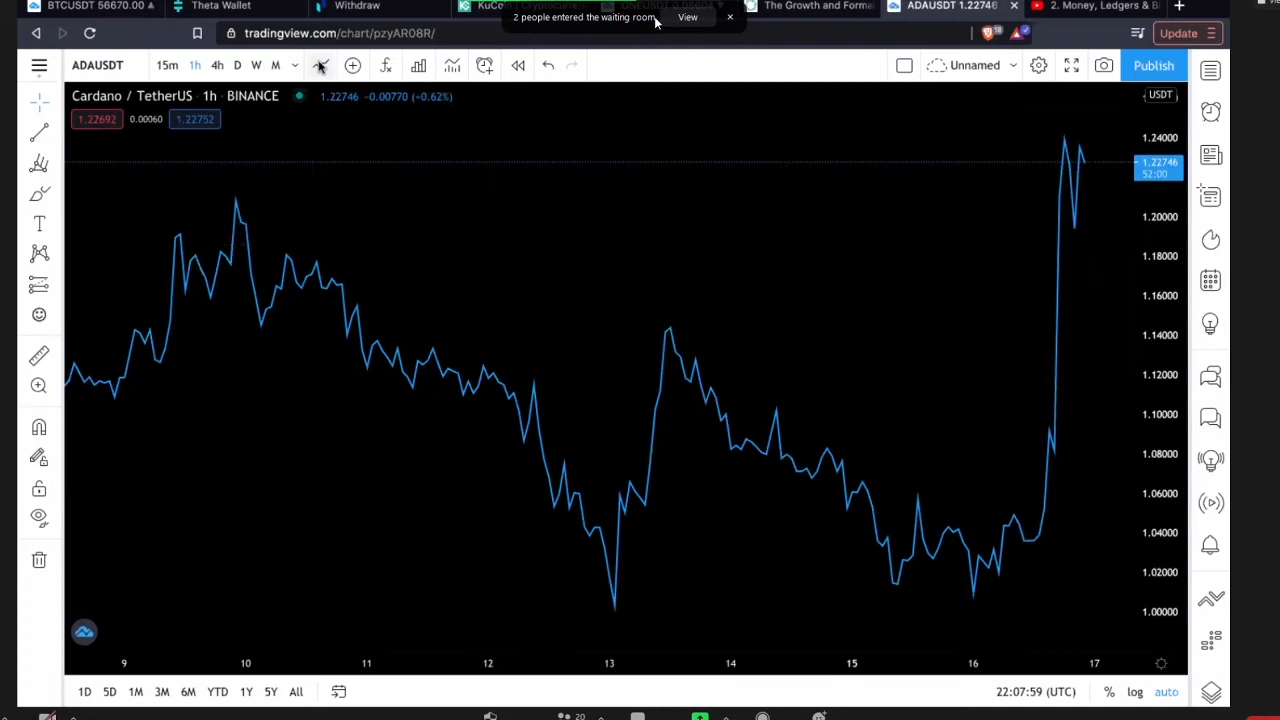 BTCUSDT 56670.00
Theta Wallet
Withdraw
KuCoin
The Growth and Forma
ADAUSDT 1.22746
2. Money, Ledgers & Bi
2 people entered the waiting room.
View
tradingview.com/chart/pzyAR08R/
18
Update
ADAUSDT
15m 1h 4h D W M
Unnamed
Publish
Cardano / TetherUS · 1h · BINANCE
1.22746 −0.00770 (−0.62%)
USDT
1.22692 0.00060 1.22752
1.24000
1.22746
52:00
1.20000
1.18000
1.16000
1.14000
1.12000
1.10000
1.08000
1.06000
1.04000
1.02000
1.00000
9 10 11 12 13 14 15 16 17
1D 5D 1M 3M 6M YTD 1Y 5Y All
22:07:59 (UTC) % log auto
20